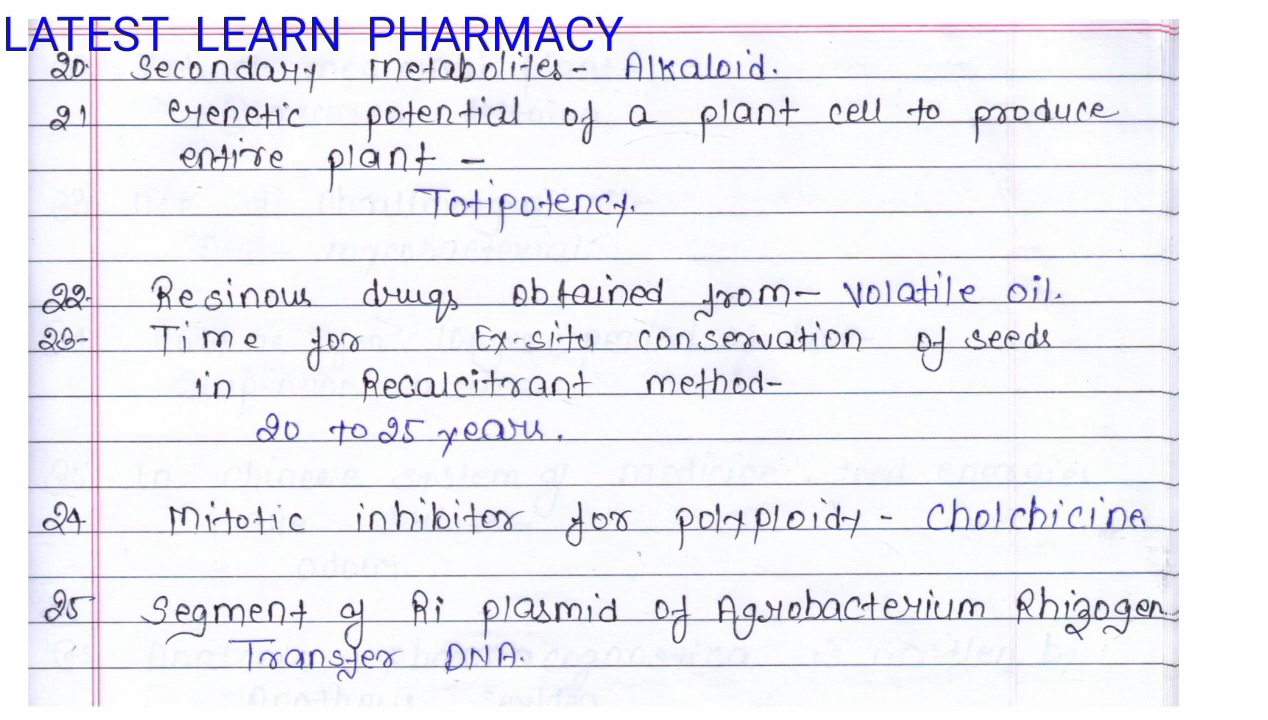 LATEST LEARN PHARMACY
20. Secondary metabolites- Alkaloid.
21 Genetic potential of a plant cell to produce
entire plant -
Totipotency.
22- Resinous drugs obtained from- Volatile oil.
23- Time for Ex-situ conservation of seeds
in Recalcitrant method-
20 to 25 years.
24 Mitotic inhibitor for polyploidy - Cholchicine
25 Segment of Ri plasmid of Agrobacterium Rhizogen
Transfer DNA.